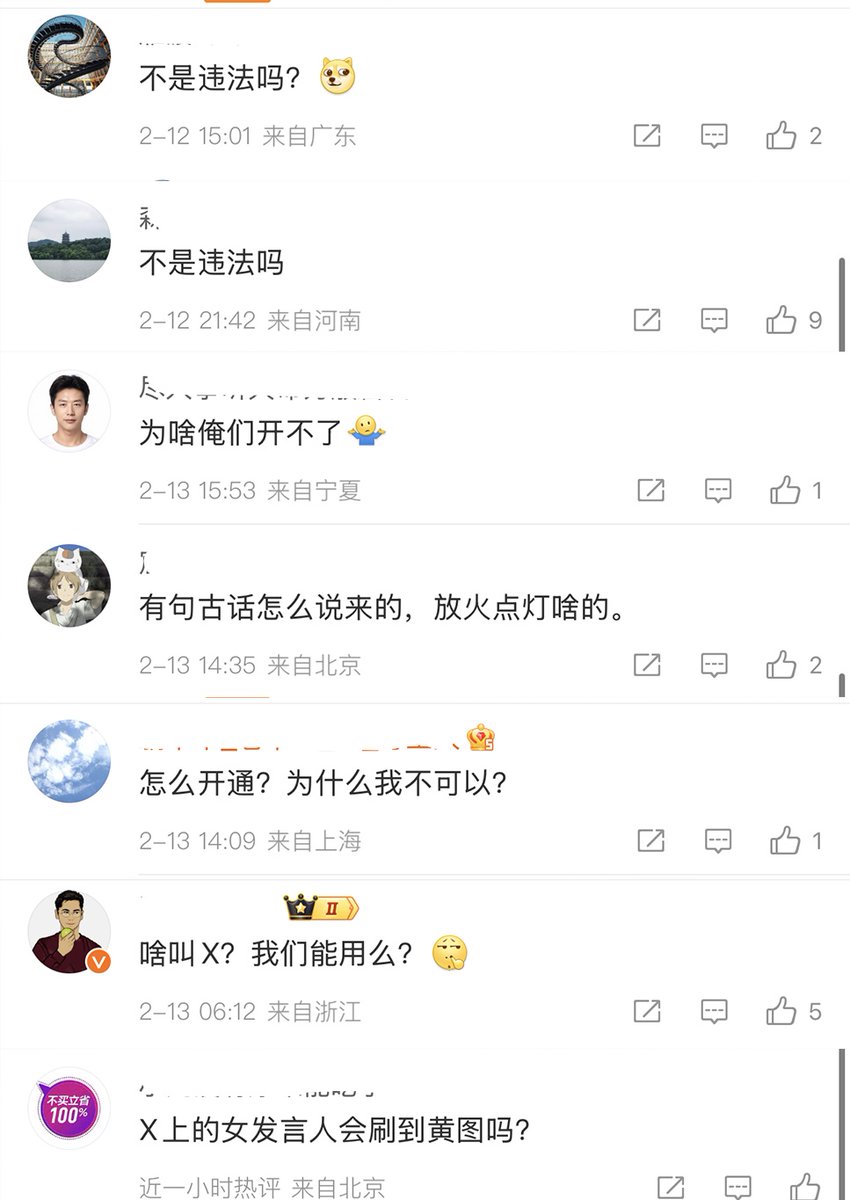 不是违法吗？
2-12 15:01 来自广东
2
不是违法吗
2-12 21:42 来自河南
9
为啥俺们开不了
2-13 15:53 来自宁夏
1
有句古话怎么说来的，放火点灯啥的。
2-13 14:35 来自北京
2
怎么开通？为什么我不可以？
2-13 14:09 来自上海
1
II
啥叫X？我们能用么？
2-13 06:12 来自浙江
5
不买立省
100%
X上的女发言人会刷到黄图吗？
近一小时热评 来自北京